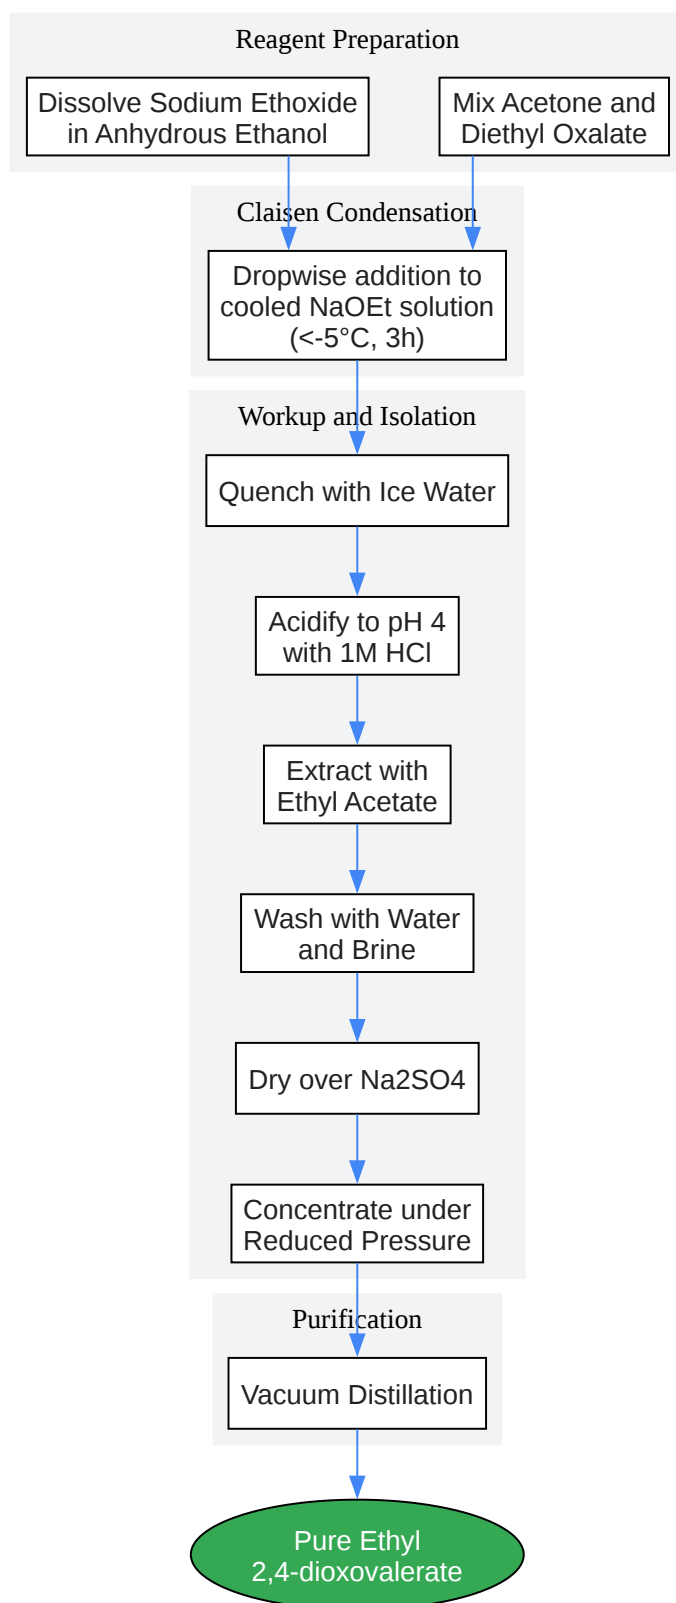 Reagent Preparation
Dissolve Sodium Ethoxide
in Anhydrous Ethanol
Mix Acetone and
Diethyl Oxalate
Claisen Condensation
Dropwise addition to
cooled NaOEt solution
(<-5°C, 3h)
Workup and Isolation
Quench with Ice Water
Acidify to pH 4
with 1M HCl
Extract with
Ethyl Acetate
Wash with Water
and Brine
Dry over Na2SO4
Concentrate under
Reduced Pressure
Purification
Vacuum Distillation
Pure Ethyl
2,4-dioxovalerate